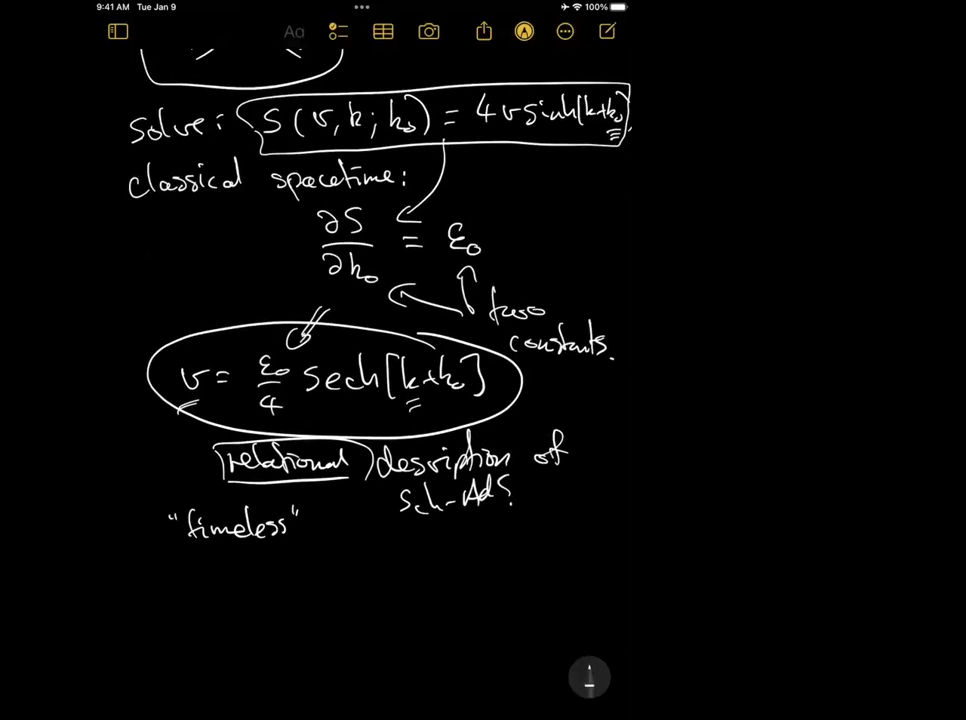 9:41 AM Tue Jan 9
100%
Aa
solve: S(v, k; k₀) = 4v sinh[k+k₀]
classical spacetime:
∂S/∂k₀ = ε₀
two
constants.
v = ε₀/4 sech[k+k₀]
relational description of
Sch-AdS.
"timeless"